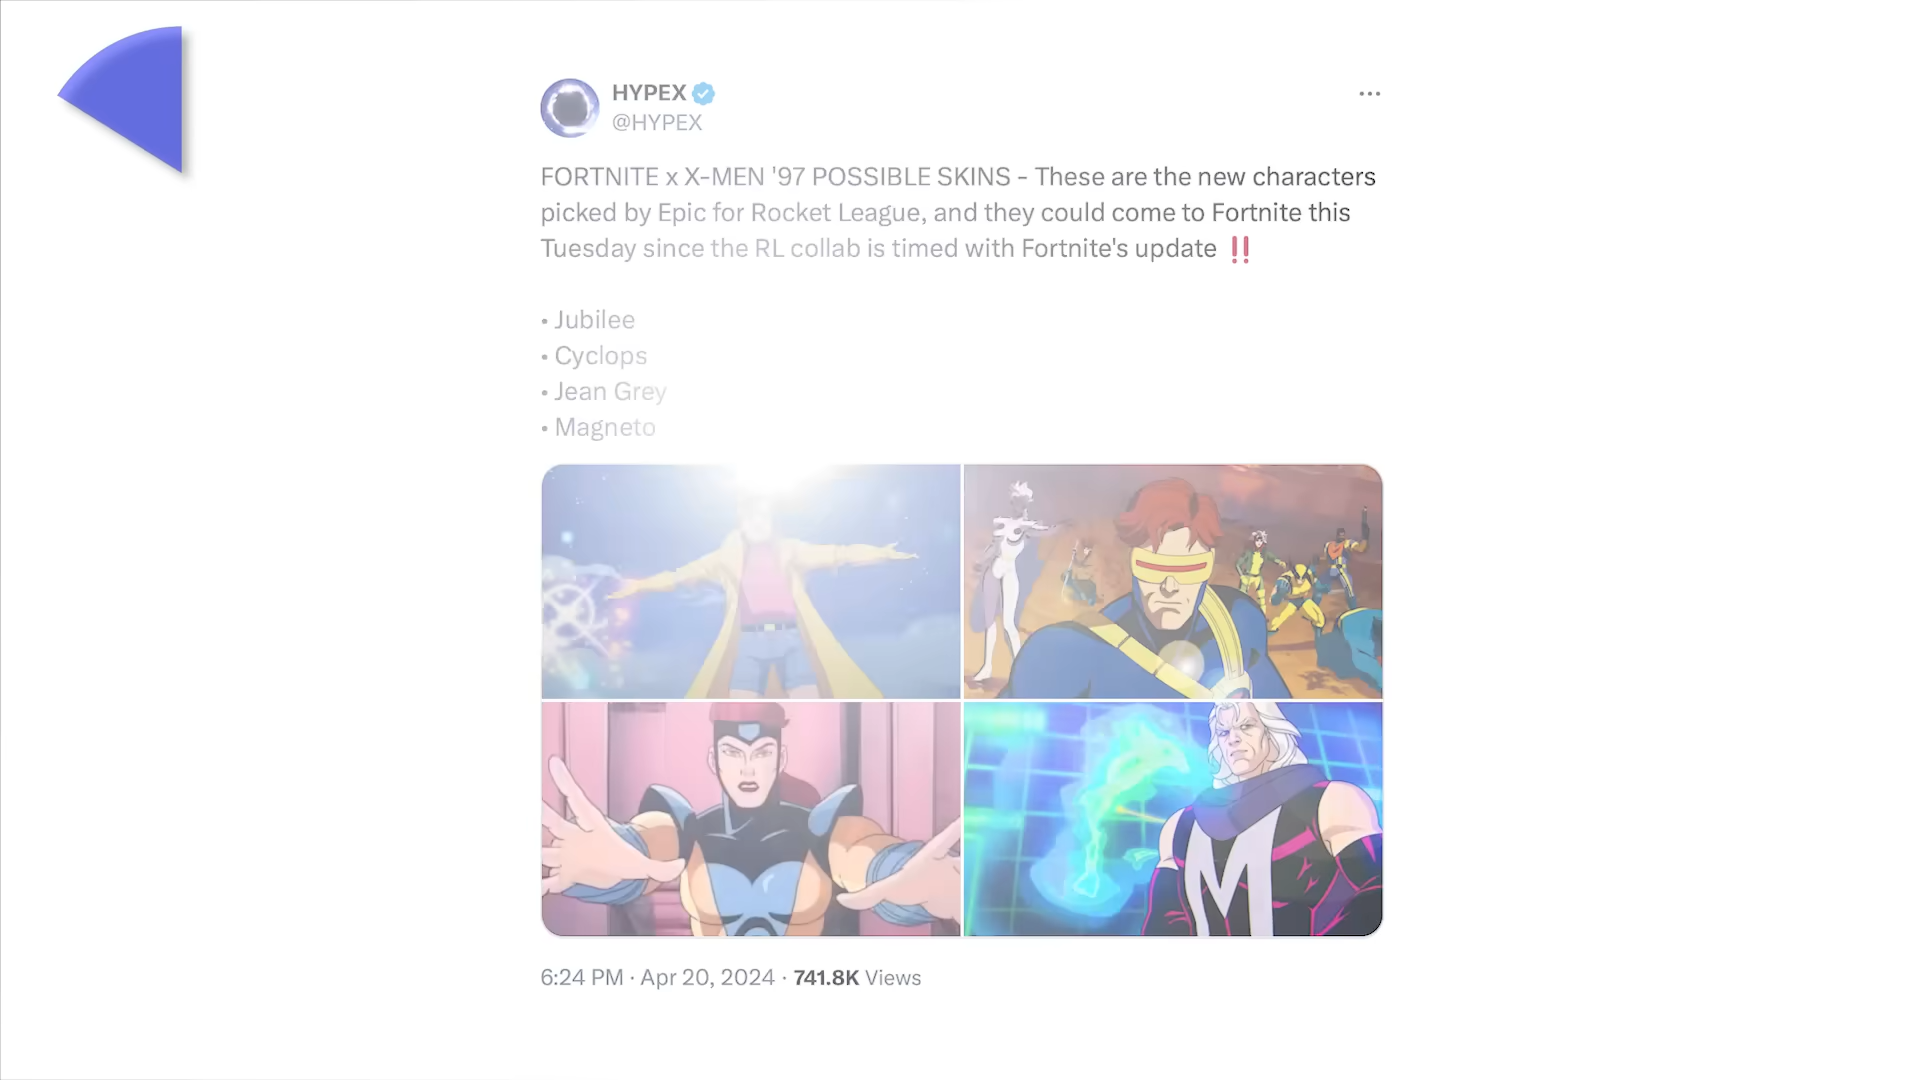 HYPEX
@HYPEX
FORTNITE x X-MEN '97 POSSIBLE SKINS - These are the new characters
picked by Epic for Rocket League, and they could come to Fortnite this
Tuesday since the RL collab is timed with Fortnite's update ‼️
• Jubilee
• Cyclops
• Jean Grey
• Magneto
M
6:24 PM · Apr 20, 2024 · 741.8K Views